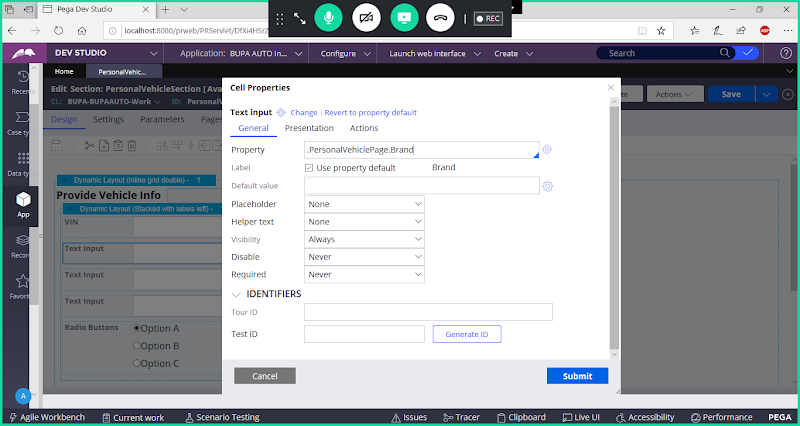 Pega Dev Studio
REC
localhost:8080/prweb/PRServlet/DfXi4HSrz
ABP
DEV STUDIO
Application: BUPA AUTO In...
Configure
Launch web interface
Create
Search
Recents
Home
PersonalVehic...
Edit Section: PersonalVehicleSection [Ava
CL: BUPA-BUPAAUTO-Work
ID: PersonalV
Actions
Save
Case typ
Design
Settings
Parameters
Pages
Data typ
App
Record
Favorit
Dynamic Layout (Inline grid double) - 1
Provide Vehicle Info
Dynamic Layout (Stacked with labels left) -
VIN
Text Input
Text Input
Text Input
Radio Buttons
Option A
Option B
Option C
A
Cell Properties
Text input
Change | Revert to property default
General
Presentation
Actions
Property
.PersonalVehiclePage.Brand
Label
Use property default
Brand
Default value
Placeholder
None
Helper text
None
Visibility
Always
Disable
Never
Required
Never
IDENTIFIERS
Tour ID
Test ID
Generate ID
Cancel
Submit
Agile Workbench
Current work
Scenario Testing
Issues
Tracer
Clipboard
Live UI
Accessibility
Performance
PEGA